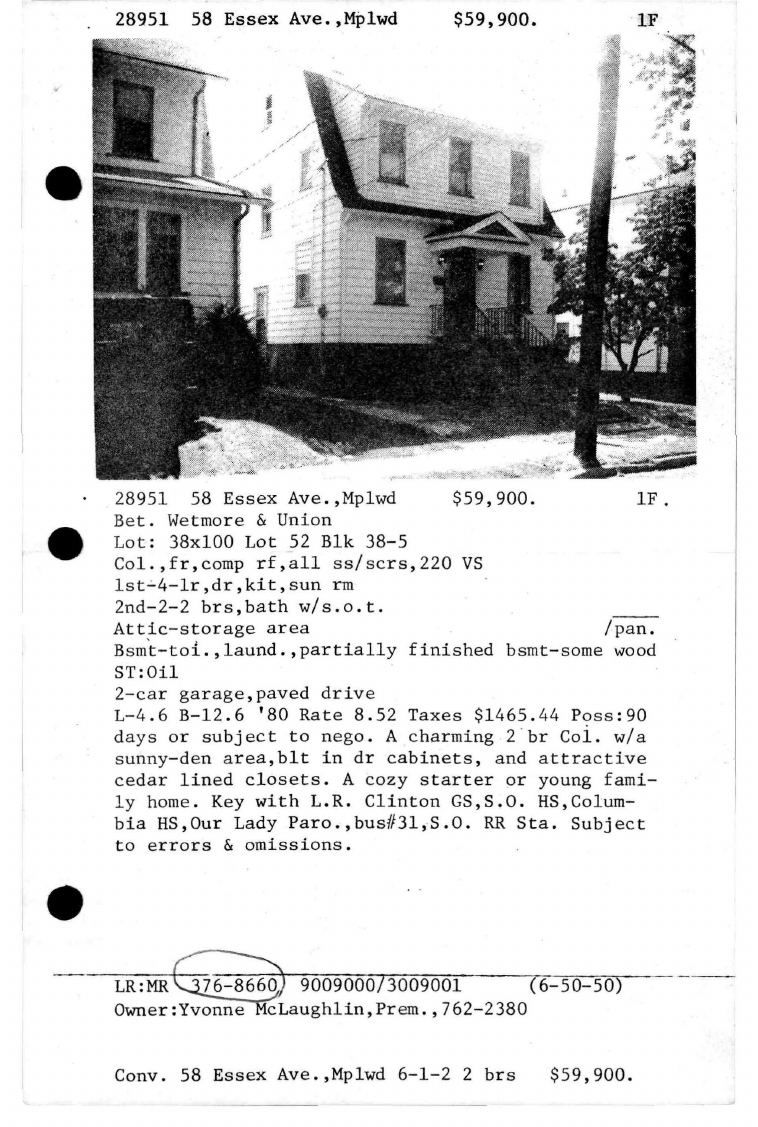 28951 58 Essex Ave.,Mplwd $59,900. 1F
28951 58 Essex Ave.,Mplwd $59,900. 1F.
Bet. Wetmore & Union
Lot: 38x100 Lot 52 Blk 38-5
Col.,fr,comp rf,all ss/scrs,220 VS
1st-4-lr,dr,kit,sun rm
2nd-2-2 brs,bath w/s.o.t.
Attic-storage area /pan.
Bsmt-toi.,laund.,partially finished bsmt-some wood
ST:Oil
2-car garage,paved drive
L-4.6 B-12.6 '80 Rate 8.52 Taxes $1465.44 Poss:90
days or subject to nego. A charming 2 br Col. w/a
sunny-den area,blt in dr cabinets, and attractive
cedar lined closets. A cozy starter or young fami-
ly home. Key with L.R. Clinton GS,S.O. HS,Colum-
bia HS,Our Lady Paro.,bus#31,S.O. RR Sta. Subject
to errors & omissions.
LR:MR 376-8660 9009000/3009001 (6-50-50)
Owner:Yvonne McLaughlin,Prem.,762-2380
Conv. 58 Essex Ave.,Mplwd 6-1-2 2 brs $59,900.